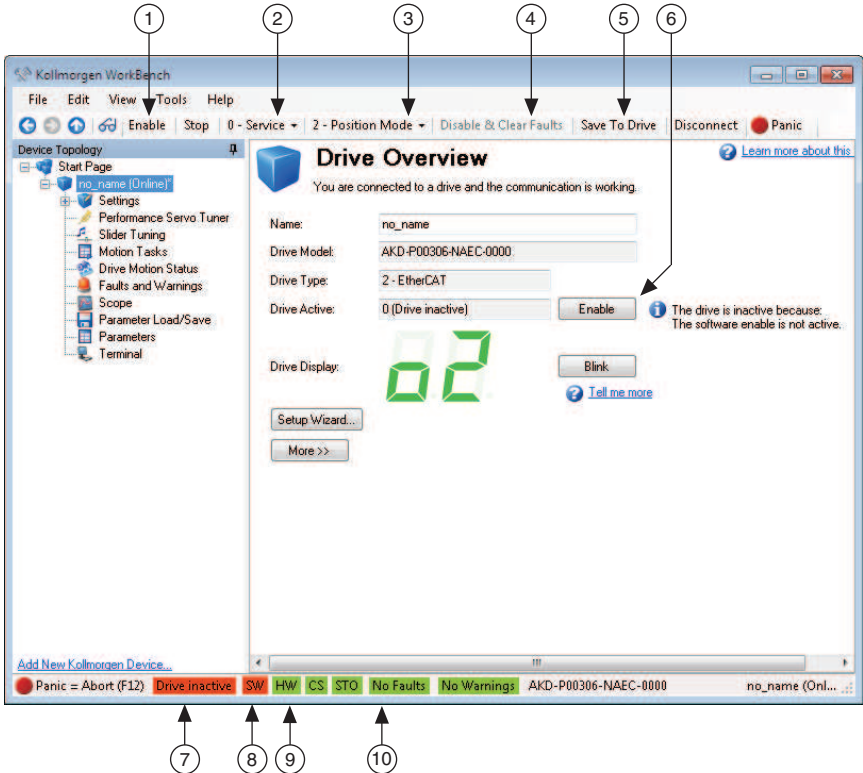 1 2 3 4 5 6
Kollmorgen WorkBench
File Edit View Tools Help
Enable Stop 0 - Service 2 - Position Mode Disable & Clear Faults Save To Drive Disconnect Panic
Device Topology
Start Page
no_name (Online)*
Settings
Performance Servo Tuner
Slider Tuning
Motion Tasks
Drive Motion Status
Faults and Warnings
Scope
Parameter Load/Save
Parameters
Terminal
Add New Kollmorgen Device...
Drive Overview
Learn more about this
You are connected to a drive and the communication is working.
Name: no_name
Drive Model: AKD-P00306-NAEC-0000
Drive Type: 2 - EtherCAT
Drive Active: 0 (Drive inactive) Enable
The drive is inactive because:
The software enable is not active.
Drive Display: o2 Blink
Tell me more
Setup Wizard...
More >>
Panic = Abort (F12) Drive inactive SW HW CS STO No Faults No Warnings AKD-P00306-NAEC-0000 no_name (Onl...
7 8 9 10